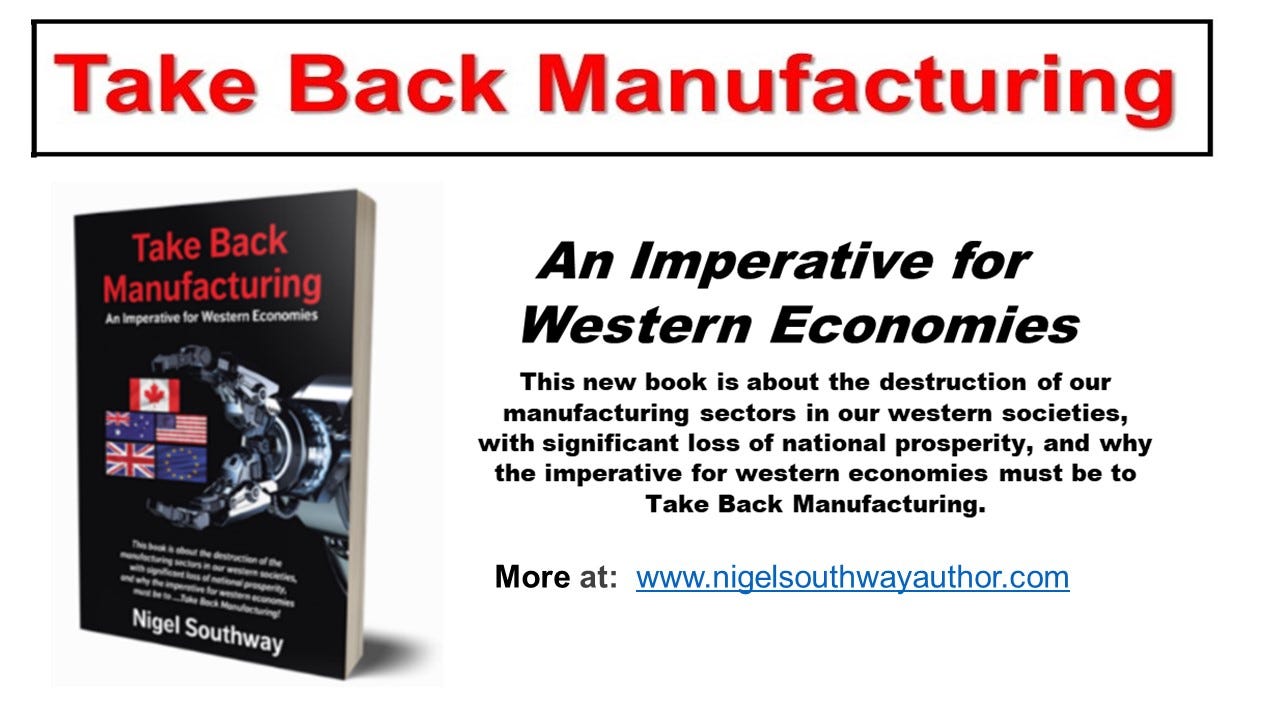 Take Back Manufacturing
Take Back
Manufacturing
An Imperative for Western Economies
This book is about the destruction of the
manufacturing sectors in our western societies,
with significant loss of national prosperity,
and why the imperative for western economies
must be to ....Take Back Manufacturing!
Nigel Southway
An Imperative for
Western Economies
This new book is about the destruction of our
manufacturing sectors in our western societies,
with significant loss of national prosperity, and why
the imperative for western economies must be to
Take Back Manufacturing.
More at: www.nigelsouthwayauthor.com